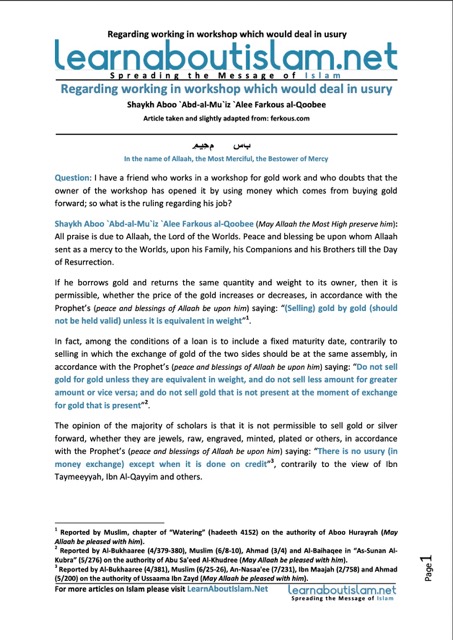 Regarding working in workshop which would deal in usury
learnaboutislam.net
Spreading the Message of Islam
Regarding working in workshop which would deal in usury
Shaykh Aboo `Abd-al-Mu`iz `Alee Farkous al-Qoobee
Article taken and slightly adapted from: ferkous.com
In the name of Allaah, the Most Merciful, the Bestower of Mercy
Question: I have a friend who works in a workshop for gold work and who doubts that the
owner of the workshop has opened it by using money which comes from buying gold
forward; so what is the ruling regarding his job?
Shaykh Aboo `Abd-al-Mu`iz `Alee Farkous al-Qoobee (May Allaah the Most High preserve him):
All praise is due to Allaah, the Lord of the Worlds. Peace and blessing be upon whom Allaah
sent as a mercy to the Worlds, upon his Family, his Companions and his Brothers till the Day
of Resurrection.
If he borrows gold and returns the same quantity and weight to its owner, then it is
permissible, whether the price of the gold increases or decreases, in accordance with the
Prophet's (peace and blessings of Allaah be upon him) saying: "(Selling) gold by gold (should
not be held valid) unless it is equivalent in weight"1.
In fact, among the conditions of a loan is to include a fixed maturity date, contrarily to
selling in which the exchange of gold of the two sides should be at the same assembly, in
accordance with the Prophet's (peace and blessings of Allaah be upon him) saying: "Do not sell
gold for gold unless they are equivalent in weight, and do not sell less amount for greater
amount or vice versa; and do not sell gold that is not present at the moment of exchange
for gold that is present"2.
The opinion of the majority of scholars is that it is not permissible to sell gold or silver
forward, whether they are jewels, raw, engraved, minted, plated or others, in accordance
with the Prophet's (peace and blessings of Allaah be upon him) saying: "There is no usury (in
money exchange) except when it is done on credit"3, contrarily to the view of Ibn
Taymeeyyah, Ibn Al-Qayyim and others.
1 Reported by Muslim, chapter of "Watering" (hadeeth 4152) on the authority of Aboo Hurayrah (May
Allaah be pleased with him).
2 Reported by Al-Bukhaaree (4/379-380), Muslim (6/8-10), Ahmad (3/4) and Al-Baihaqee in "As-Sunan Al-
Kubra" (5/276) on the authority of Abu Sa'eed Al-Khudree (May Allaah be pleased with him).
3 Reported by Al-Bukhaaree (4/381), Muslim (6/25-26), An-Nasaa'ee (7/231), Ibn Maajah (2/758) and Ahmad
(5/200) on the authority of Ussaama Ibn Zayd (May Allaah be pleased with him).
For more articles on Islam please visit LearnAboutIslam.Net
learnaboutislam.net
Spreading the Message of Islam
Page 1